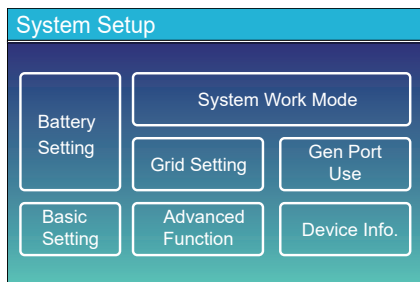 System Setup
Battery
Setting
System Work Mode
Grid Setting
Gen Port
Use
Basic
Setting
Advanced
Function
Device Info.